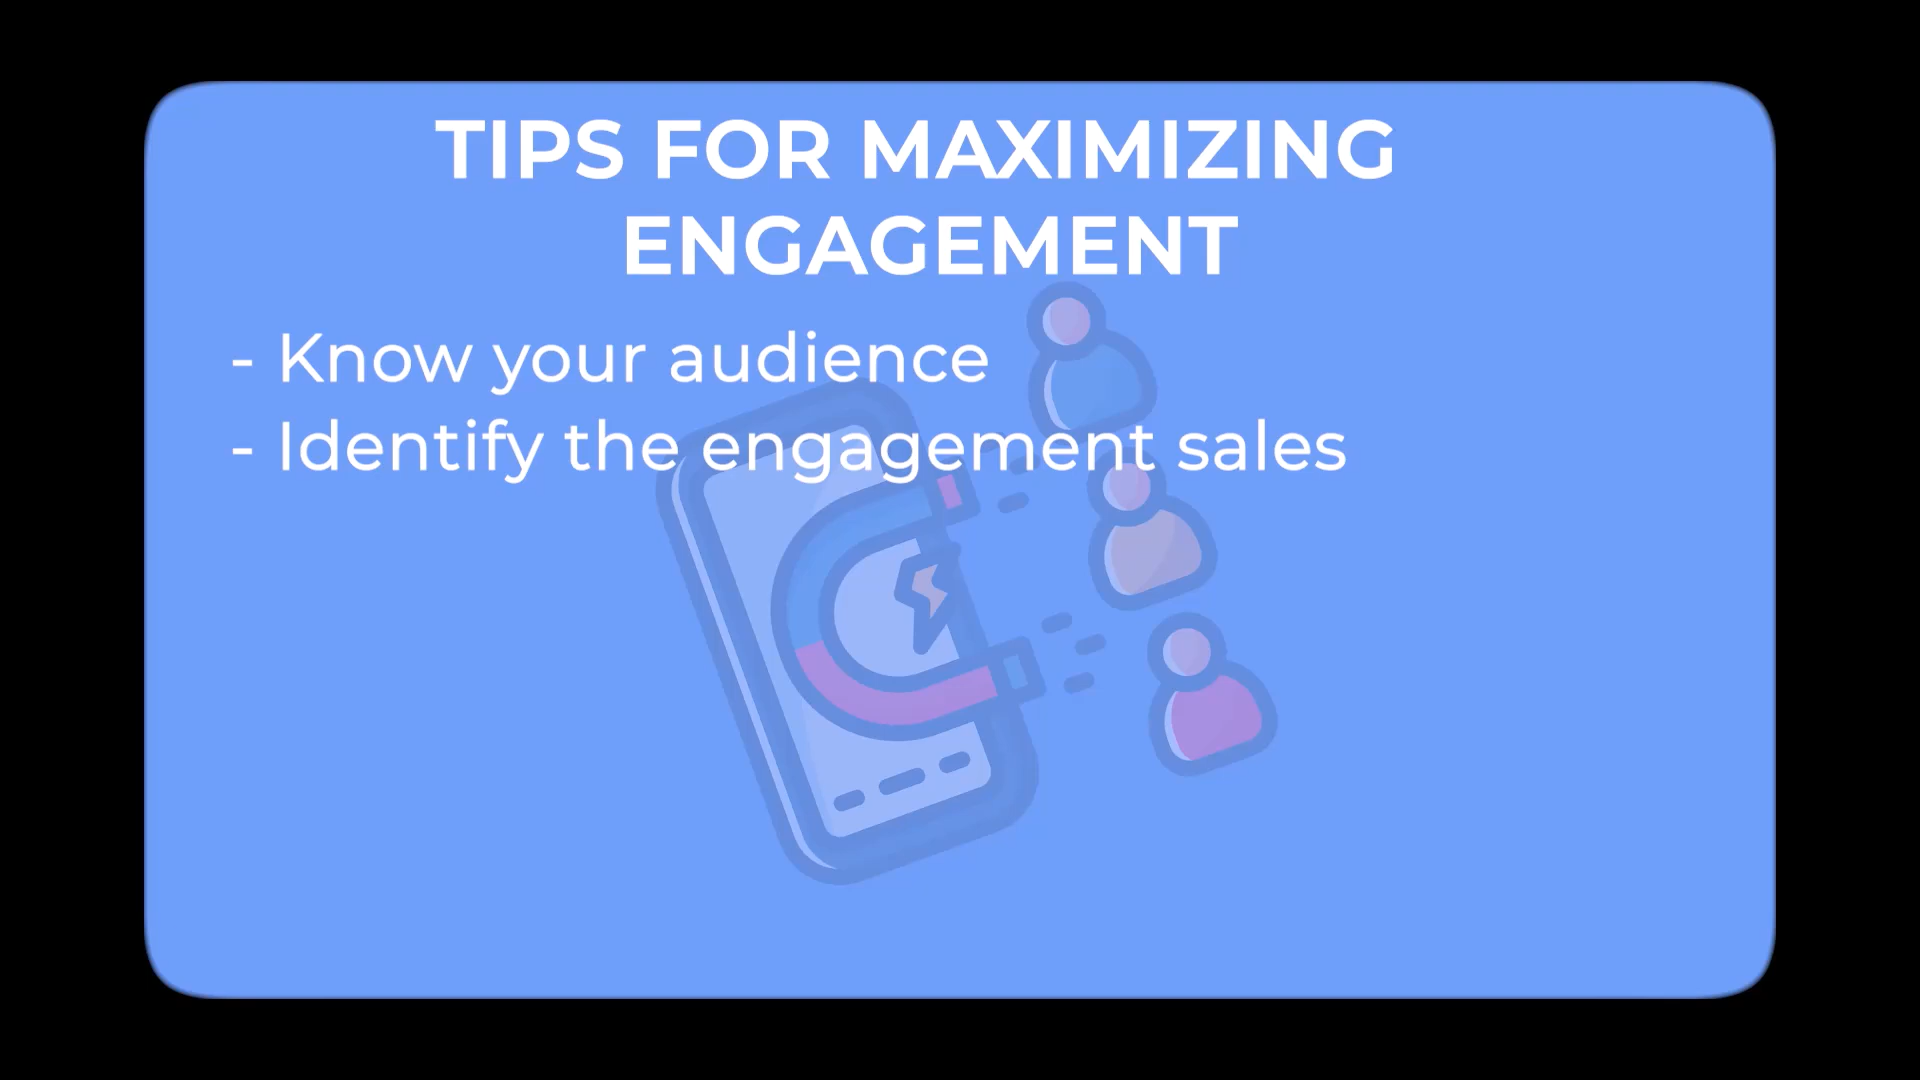 TIPS FOR MAXIMIZING
ENGAGEMENT
- Know your audience
- Identify the engagement sales